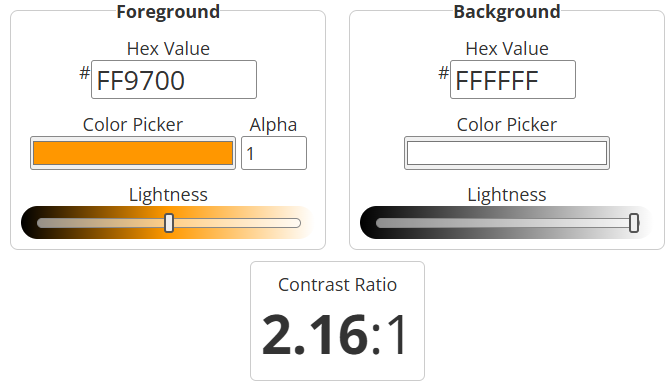 Foreground
Background
Hex Value
Hex Value
# FF9700
# FFFFFF
Color Picker
Alpha
Color Picker
1
Lightness
Lightness
Contrast Ratio
2.16:1